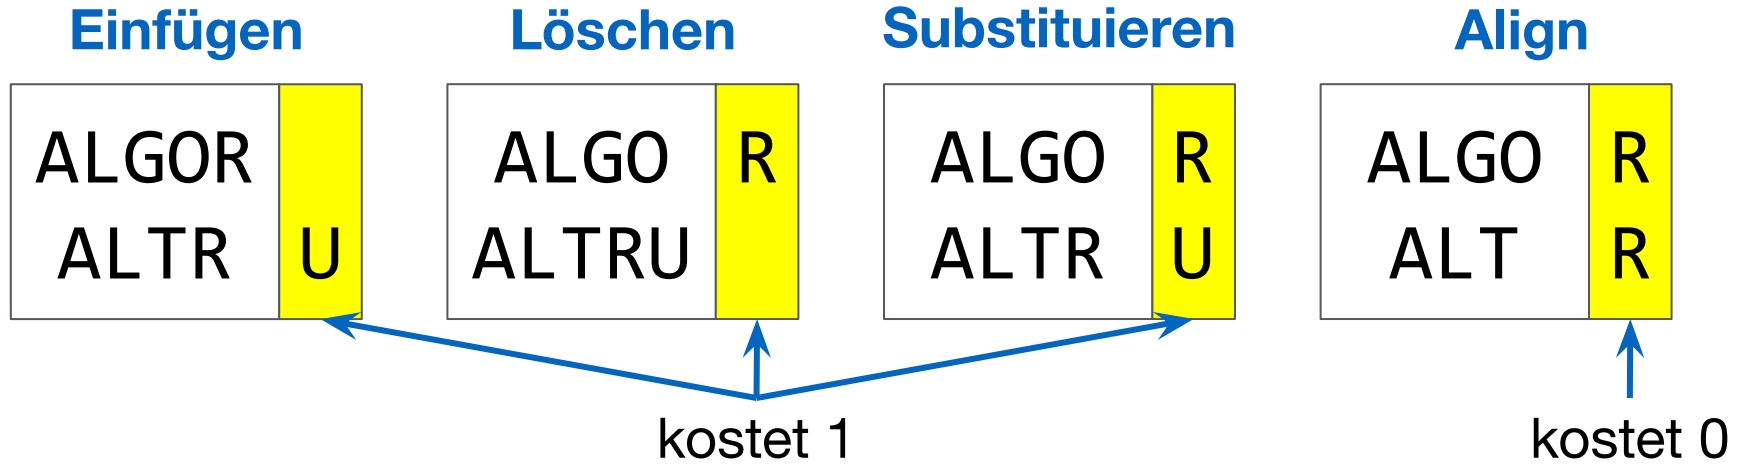 Einfügen Löschen Substituieren Align
ALGOR ALGO R ALGO R ALGO R
ALTR U ALTRU ALTR U ALT R
kostet 1 kostet 0